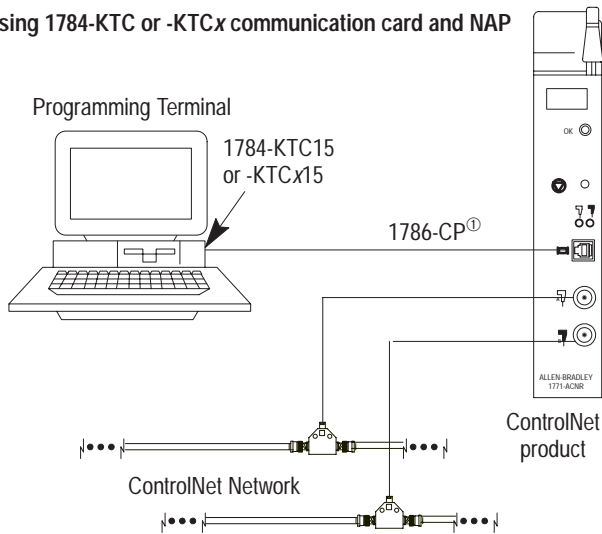 sing 1784-KTC or -KTCx communication card and NAP
Programming Terminal
1784-KTC15
or -KTCx15
OK
1786-CP①
A
B
ALLEN-BRADLEY
1771-ACNR
ControlNet
product
ControlNet Network